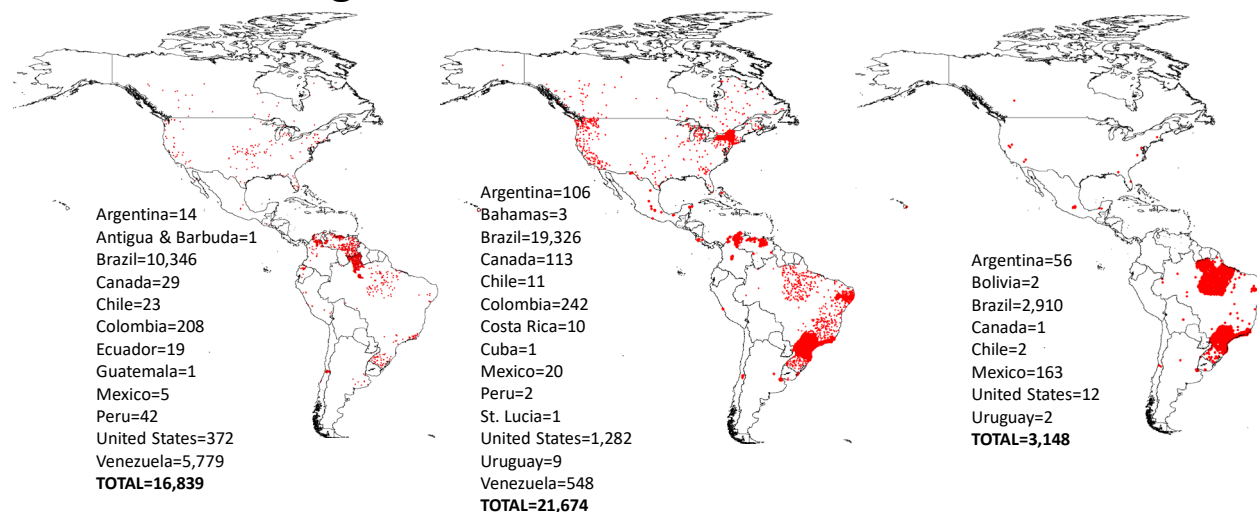 Argentina=14
Antigua & Barbuda=1
Brazil=10,346
Canada=29
Chile=23
Colombia=208
Ecuador=19
Guatemala=1
Mexico=5
Peru=42
United States=372
Venezuela=5,779
TOTAL=16,839
Argentina=106
Bahamas=3
Brazil=19,326
Canada=113
Chile=11
Colombia=242
Costa Rica=10
Cuba=1
Mexico=20
Peru=2
St. Lucia=1
United States=1,282
Uruguay=9
Venezuela=548
TOTAL=21,674
Argentina=56
Bolivia=2
Brazil=2,910
Canada=1
Chile=2
Mexico=163
United States=12
Uruguay=2
TOTAL=3,148